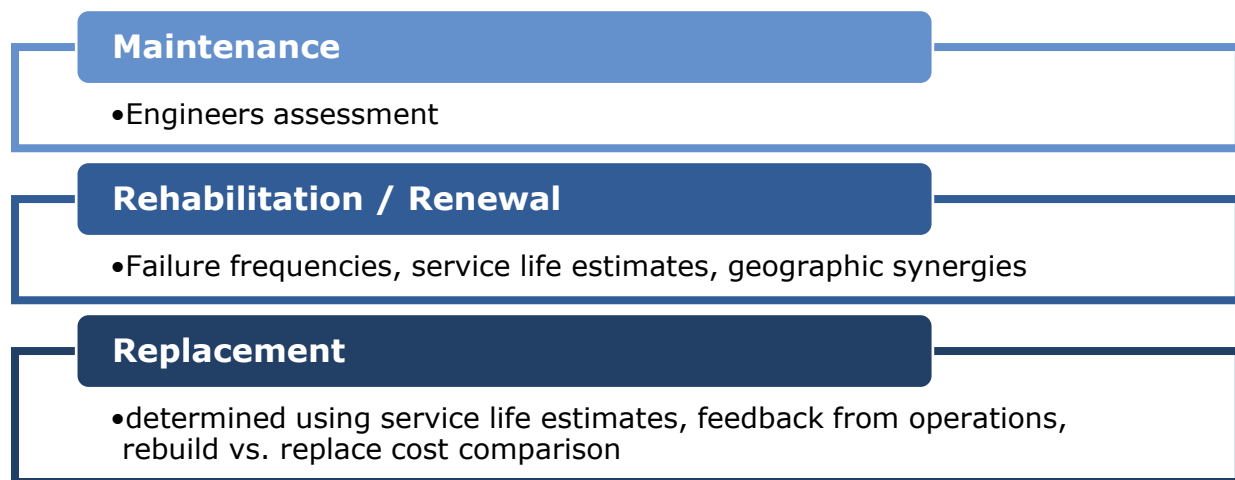 Maintenance
•Engineers assessment
Rehabilitation / Renewal
•Failure frequencies, service life estimates, geographic synergies
Replacement
•determined using service life estimates, feedback from operations,
rebuild vs. replace cost comparison